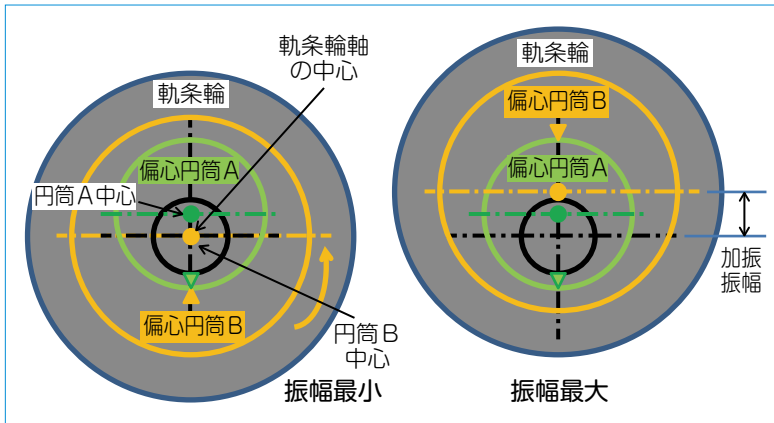 軌条輪軸
の中心
軌条輪
偏心円筒A
円筒A中心
偏心円筒B
円筒B
中心
振幅最小
軌条輪
偏心円筒B
偏心円筒A
加振
振幅
振幅最大